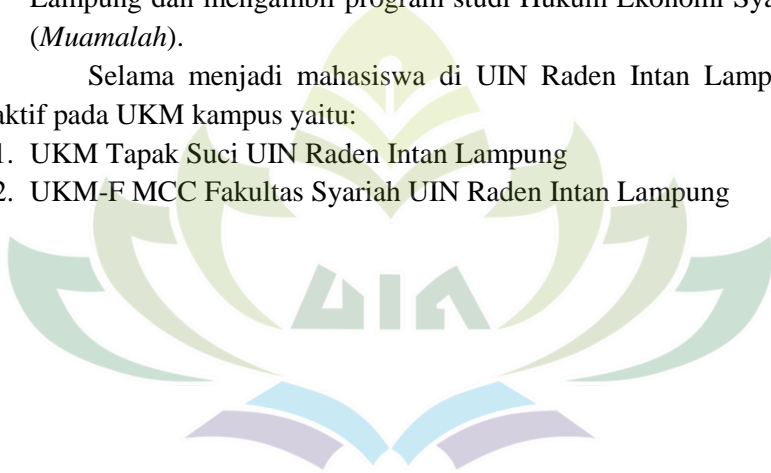 Lampung dan mengambil program studi Hukum Ekonomi Sya
(Muamalah).
Selama menjadi mahasiswa di UIN Raden Intan Lamp
aktif pada UKM kampus yaitu:
1. UKM Tapak Suci UIN Raden Intan Lampung
2. UKM-F MCC Fakultas Syariah UIN Raden Intan Lampung
UIN